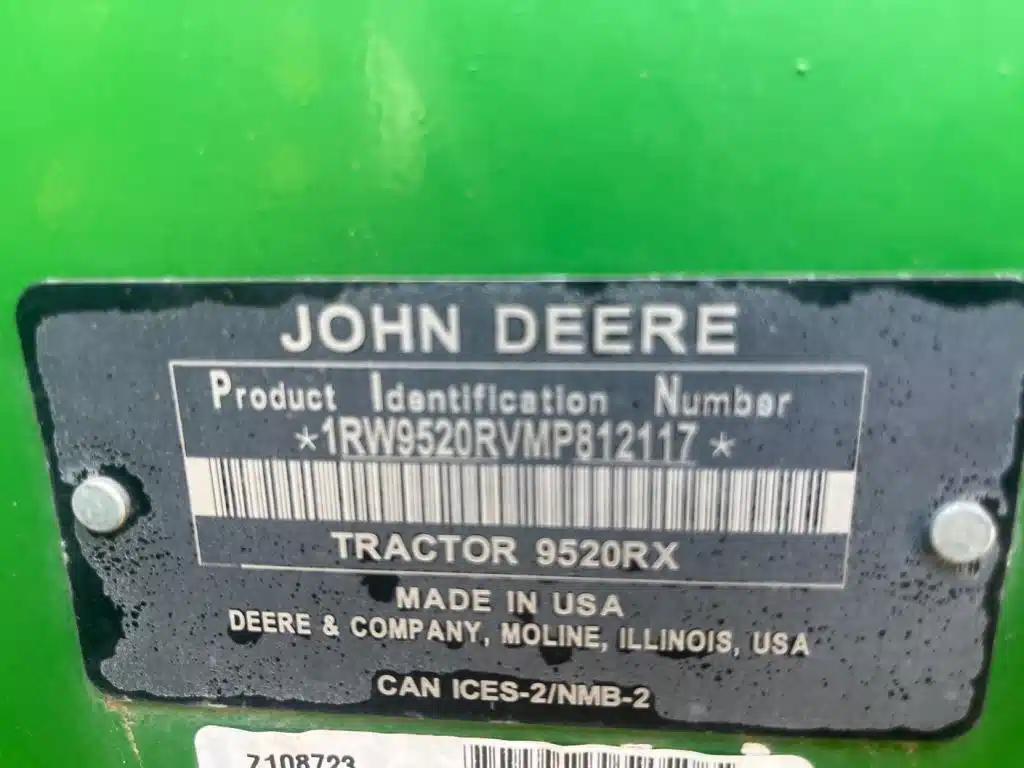 JOHN DEERE
Product Identification Number
*1RW9520RVMP812117*
TRACTOR 9520RX
MADE IN USA
DEERE & COMPANY, MOLINE, ILLINOIS, USA
CAN ICES-2/NMB-2
7108723